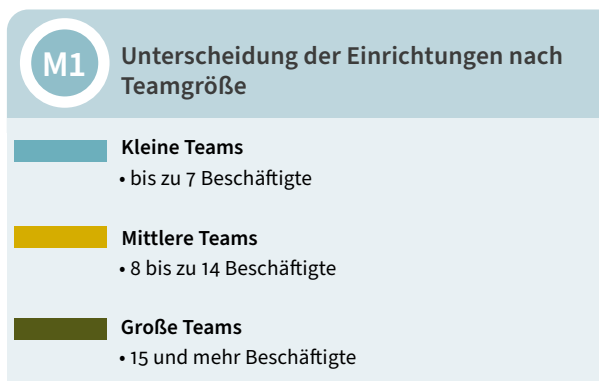 M1
Unterscheidung der Einrichtungen nach
Teamgröße
Kleine Teams
• bis zu 7 Beschäftigte
Mittlere Teams
• 8 bis zu 14 Beschäftigte
Große Teams
• 15 und mehr Beschäftigte